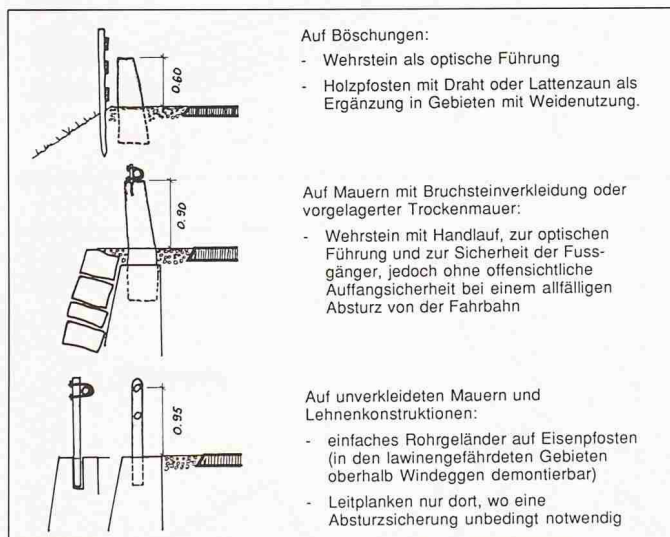 Auf Böschungen:
- Wehrstein als optische Führung
- Holzpfosten mit Draht oder Lattenzaun als
Ergänzung in Gebieten mit Weidenutzung.
0.60
Auf Mauern mit Bruchsteinverkleidung oder
vorgelagerter Trockenmauer:
- Wehrstein mit Handlauf, zur optischen
Führung und zur Sicherheit der Fuss-
gänger, jedoch ohne offensichtliche
Auffangsicherheit bei einem allfälligen
Absturz von der Fahrbahn
0.90
Auf unverkleideten Mauern und
Lehnenkonstruktionen:
- einfaches Rohrgeländer auf Eisenpfosten
(in den lawinengefährdeten Gebieten
oberhalb Windeggen demontierbar)
- Leitplanken nur dort, wo eine
Absturzsicherung unbedingt notwendig
0.95